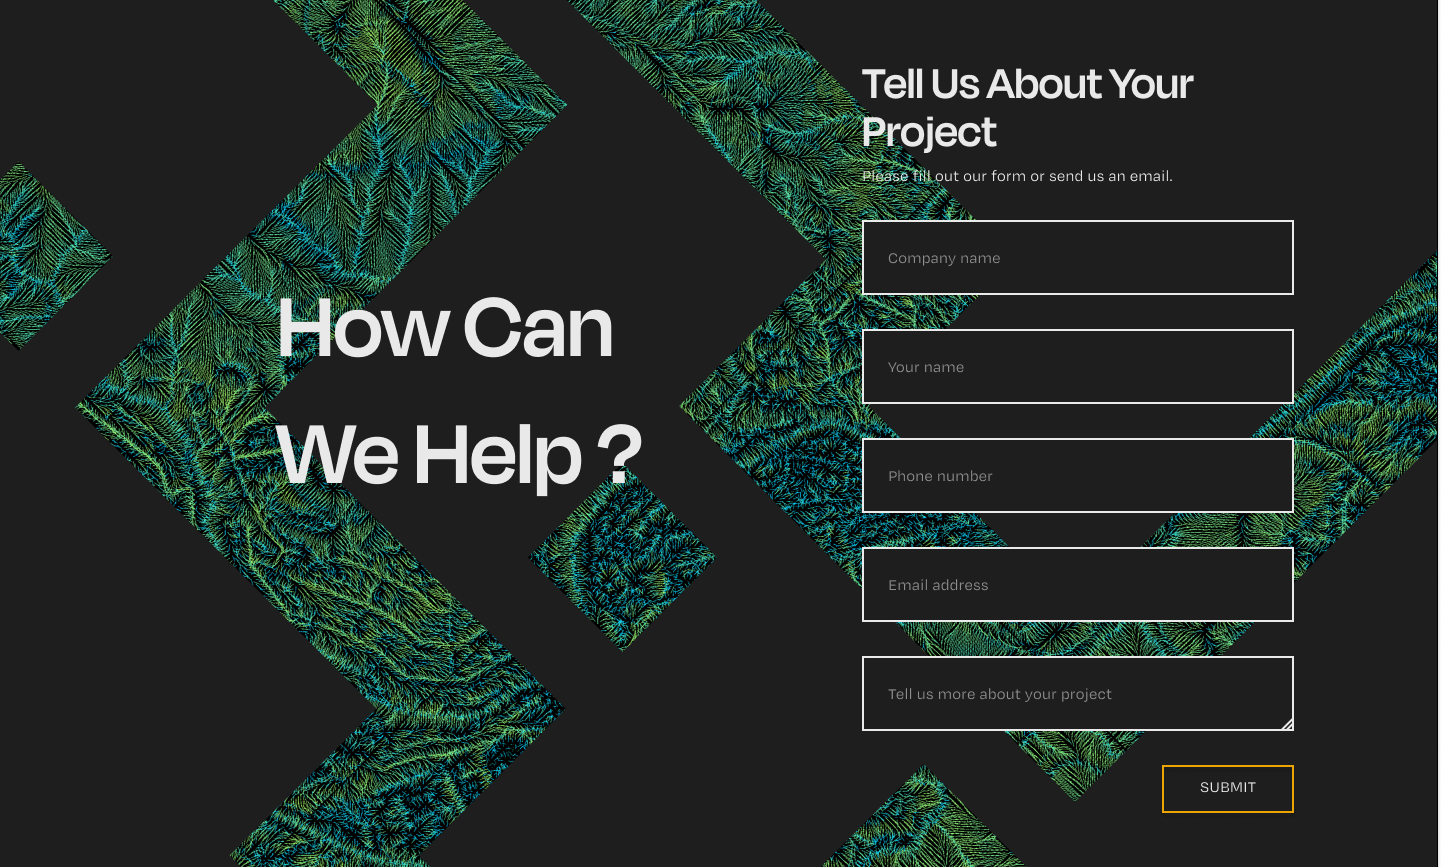 How Can
We Help ?
Tell Us About Your
Project
Please fill out our form or send us an email.
Company name
Your name
Phone number
Email address
Tell us more about your project
SUBMIT